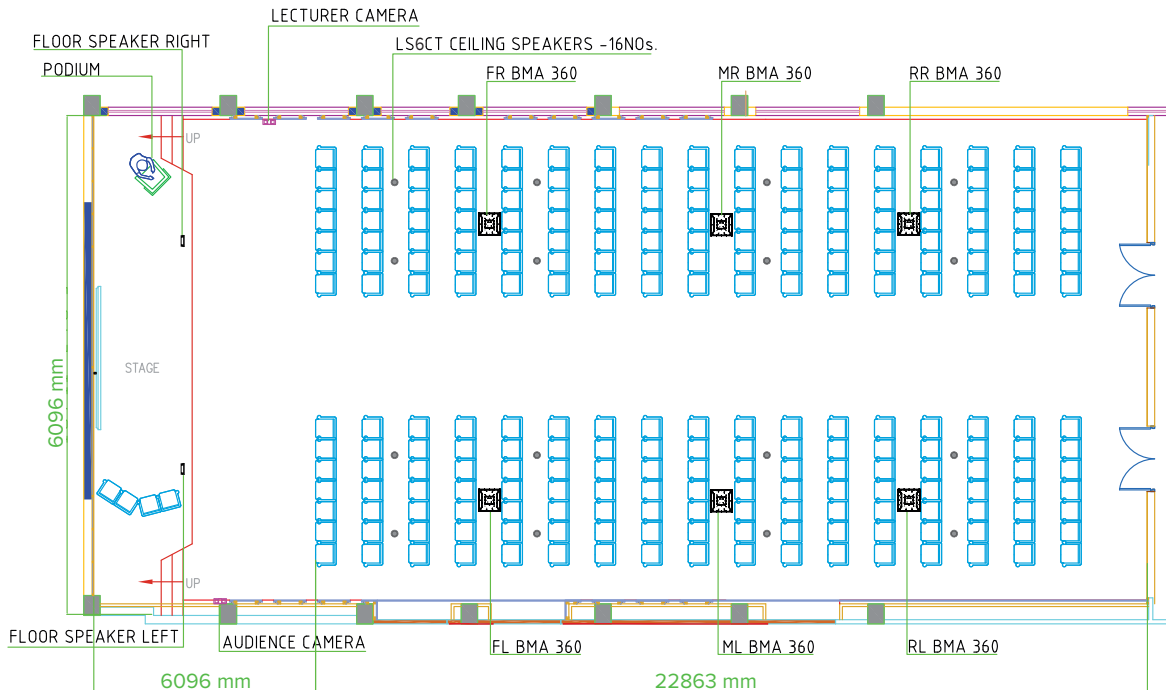 LECTURER CAMERA
FLOOR SPEAKER RIGHT
LS6CT CEILING SPEAKERS -16NOs.
PODIUM
FR BMA 360
MR BMA 360
RR BMA 360
UP
STAGE
6096 mm
UP
FLOOR SPEAKER LEFT
AUDIENCE CAMERA
FL BMA 360
ML BMA 360
RL BMA 360
6096 mm
22863 mm